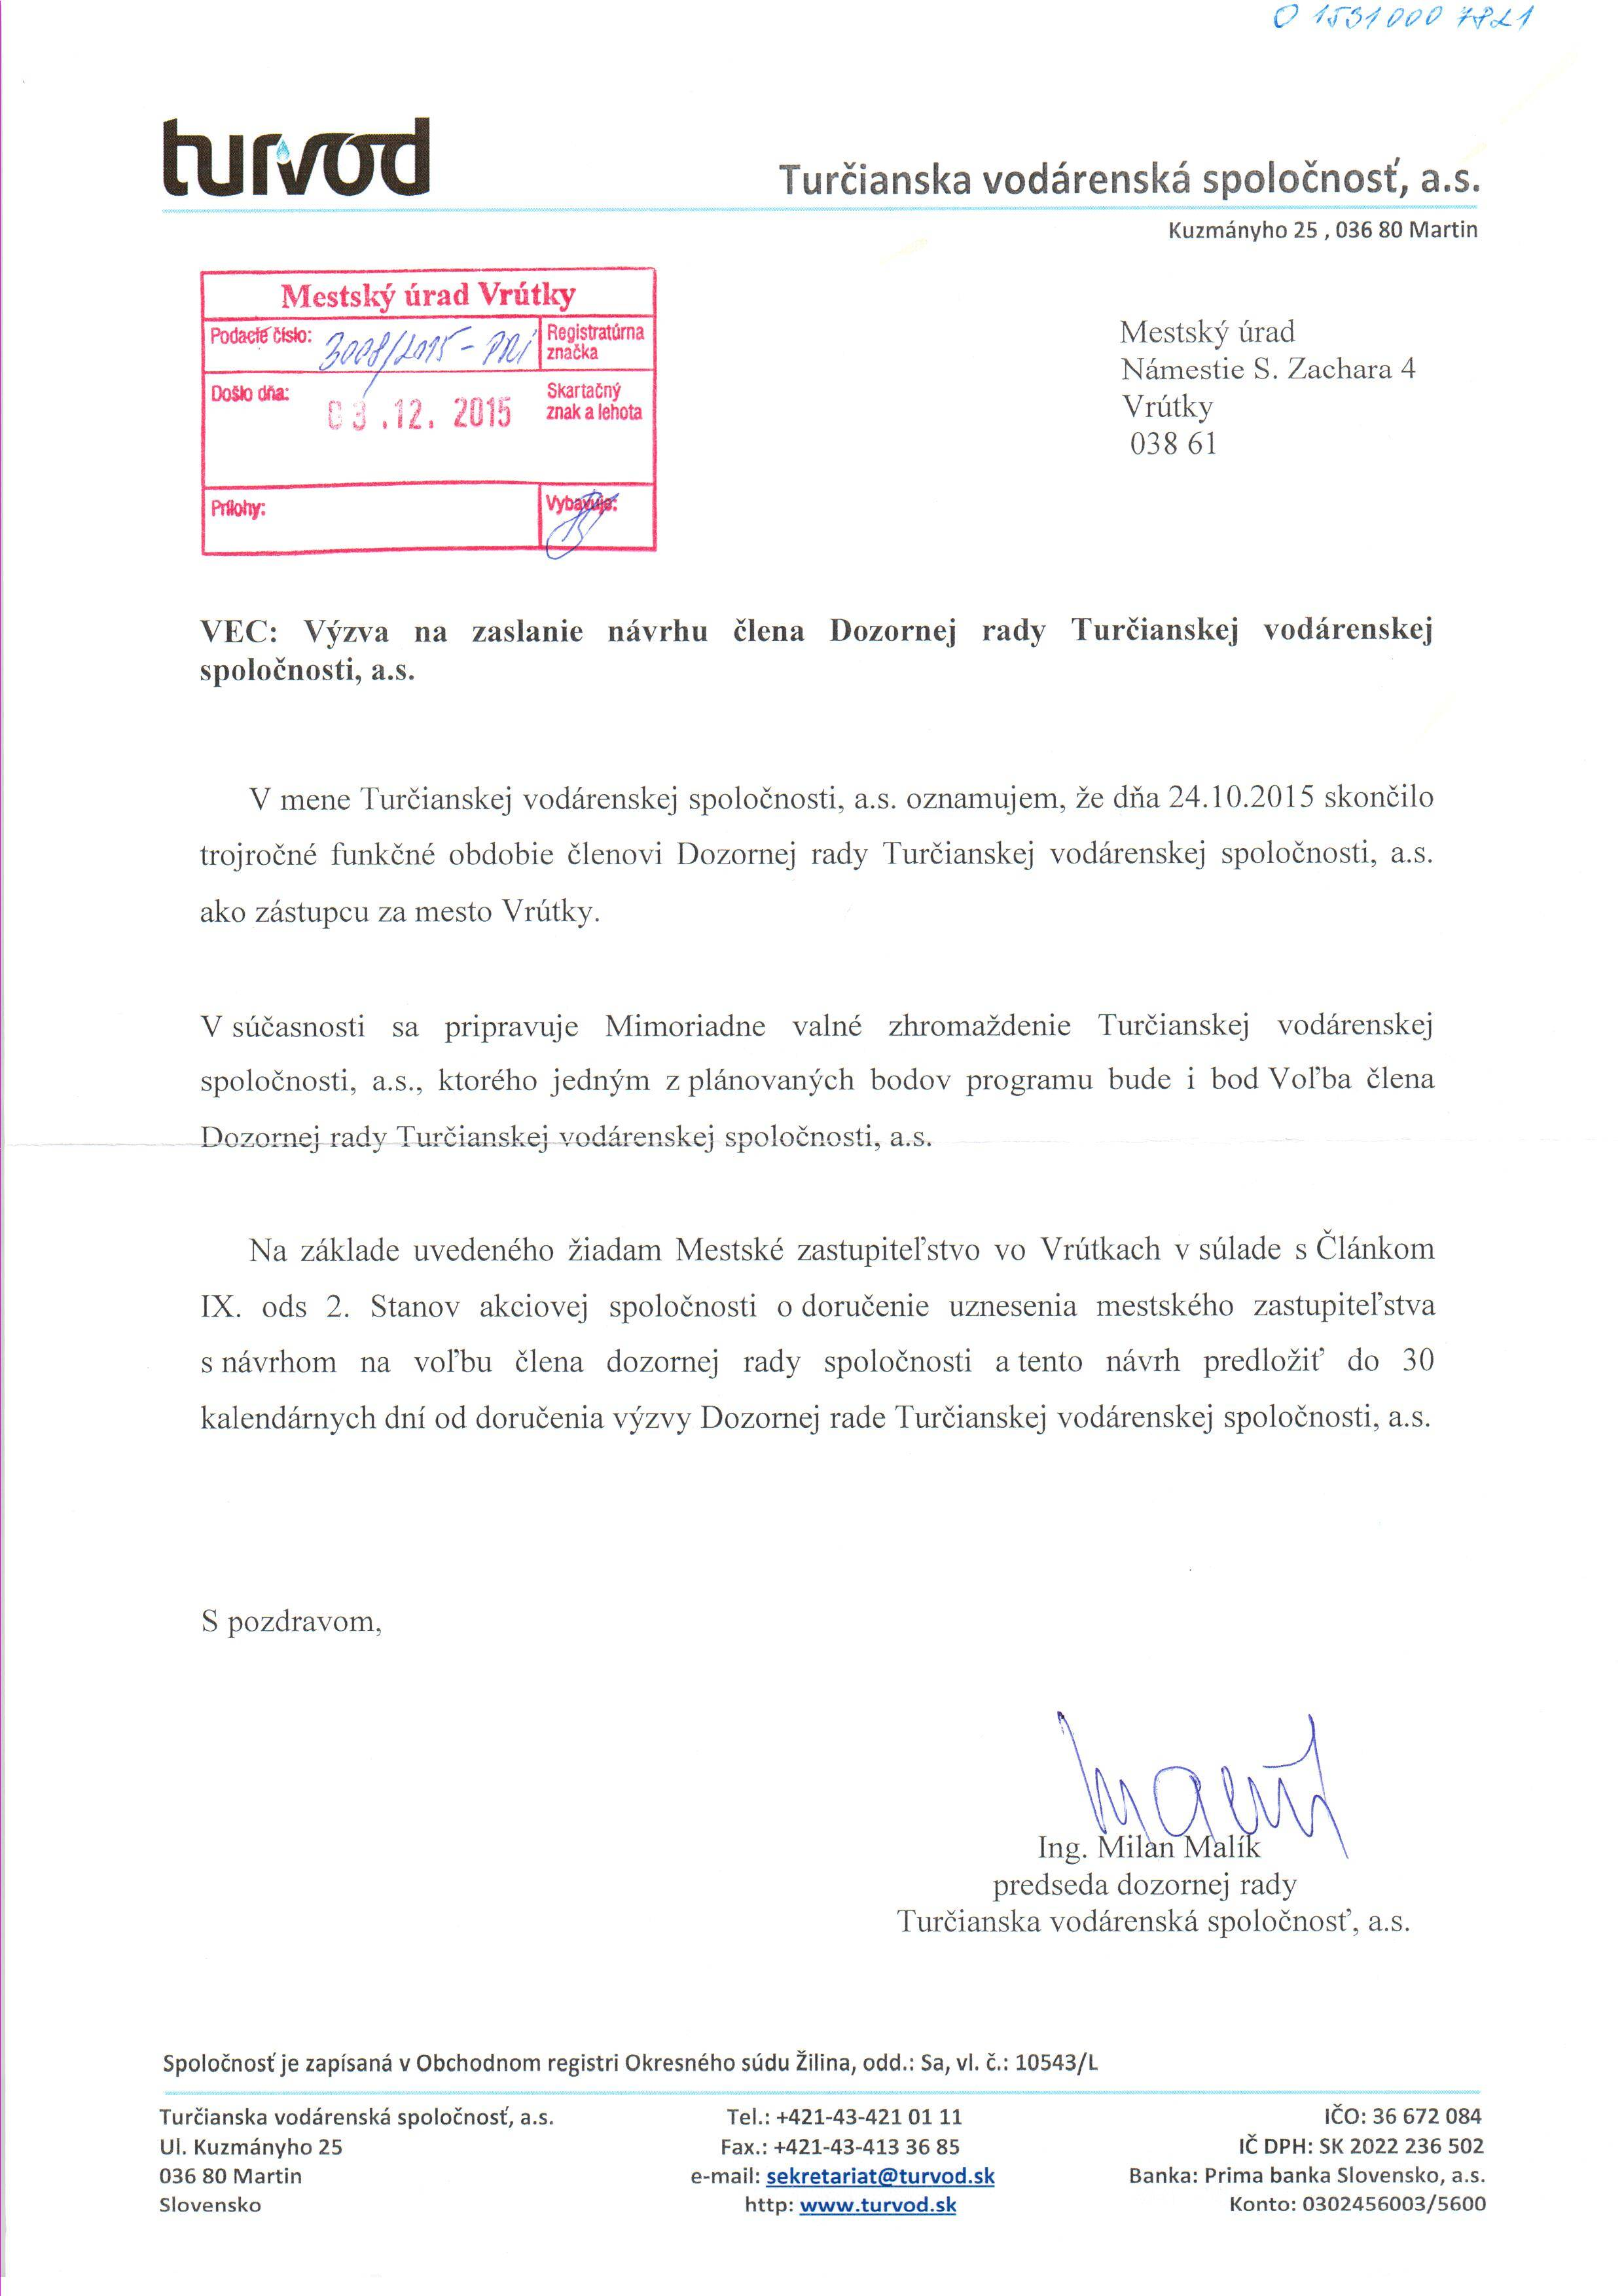 O 1531000 7821
turvod
Turčianska vodárenská spoločnosť, a.s.
Kuzmányho 25 , 036 80 Martin
Mestský úrad Vrútky
Podacie číslo: 3008/2015 - PRI
Registratúrna
značka
Došlo dňa: 03.12. 2015
Skartačný
znak a lehota
Prílohy:
Vybavuje:
Mestský úrad
Námestie S. Zachara 4
Vrútky
038 61
VEC: Výzva na zaslanie návrhu člena Dozornej rady Turčianskej vodárenskej
spoločnosti, a.s.
V mene Turčianskej vodárenskej spoločnosti, a.s. oznamujem, že dňa 24.10.2015 skončilo
trojročné funkčné obdobie členovi Dozornej rady Turčianskej vodárenskej spoločnosti, a.s.
ako zástupcu za mesto Vrútky.
V súčasnosti sa pripravuje Mimoriadne valné zhromaždenie Turčianskej vodárenskej
spoločnosti, a.s., ktorého jedným z plánovaných bodov programu bude i bod Voľba člena
Dozornej rady Turčianskej vodárenskej spoločnosti, a.s.
Na základe uvedeného žiadam Mestské zastupiteľstvo vo Vrútkach v súlade s Článkom
IX. ods 2. Stanov akciovej spoločnosti o doručenie uznesenia mestského zastupiteľstva
s návrhom na voľbu člena dozornej rady spoločnosti a tento návrh predložiť do 30
kalendárnych dní od doručenia výzvy Dozornej rade Turčianskej vodárenskej spoločnosti, a.s.
S pozdravom,
Ing. Milan Malík
predseda dozornej rady
Turčianska vodárenská spoločnosť, a.s.
Spoločnosť je zapísaná v Obchodnom registri Okresného súdu Žilina, odd.: Sa, vl. č.: 10543/L
Turčianska vodárenská spoločnosť, a.s.
Ul. Kuzmányho 25
036 80 Martin
Slovensko
Tel.: +421-43-421 01 11
Fax.: +421-43-413 36 85
e-mail: sekretariat@turvod.sk
http: www.turvod.sk
IČO: 36 672 084
IČ DPH: SK 2022 236 502
Banka: Prima banka Slovensko, a.s.
Konto: 0302456003/5600